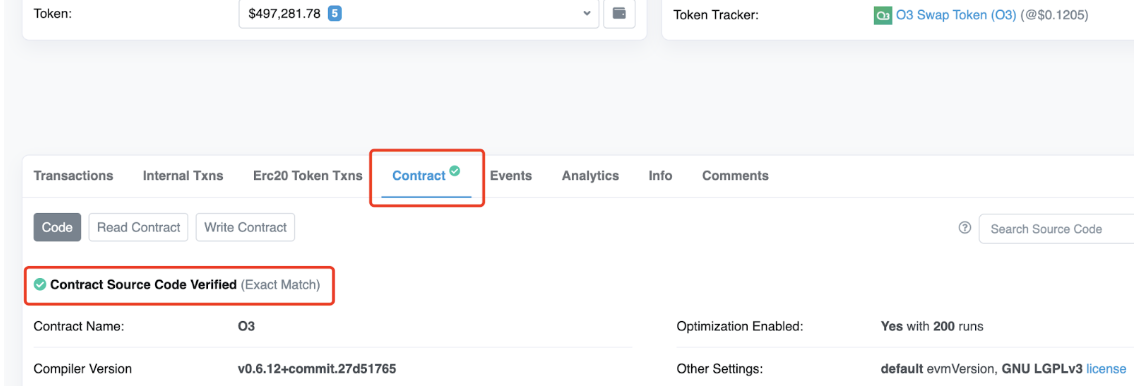 Token: $497,281.78 5 Token Tracker: O3 Swap Token (O3) (@$0.1205)
Transactions Internal Txns Erc20 Token Txns Contract Events Analytics Info Comments
Code Read Contract Write Contract Search Source Code
Contract Source Code Verified (Exact Match)
Contract Name: O3 Optimization Enabled: Yes with 200 runs
Compiler Version v0.6.12+commit.27d51765 Other Settings: default evmVersion, GNU LGPLv3 license